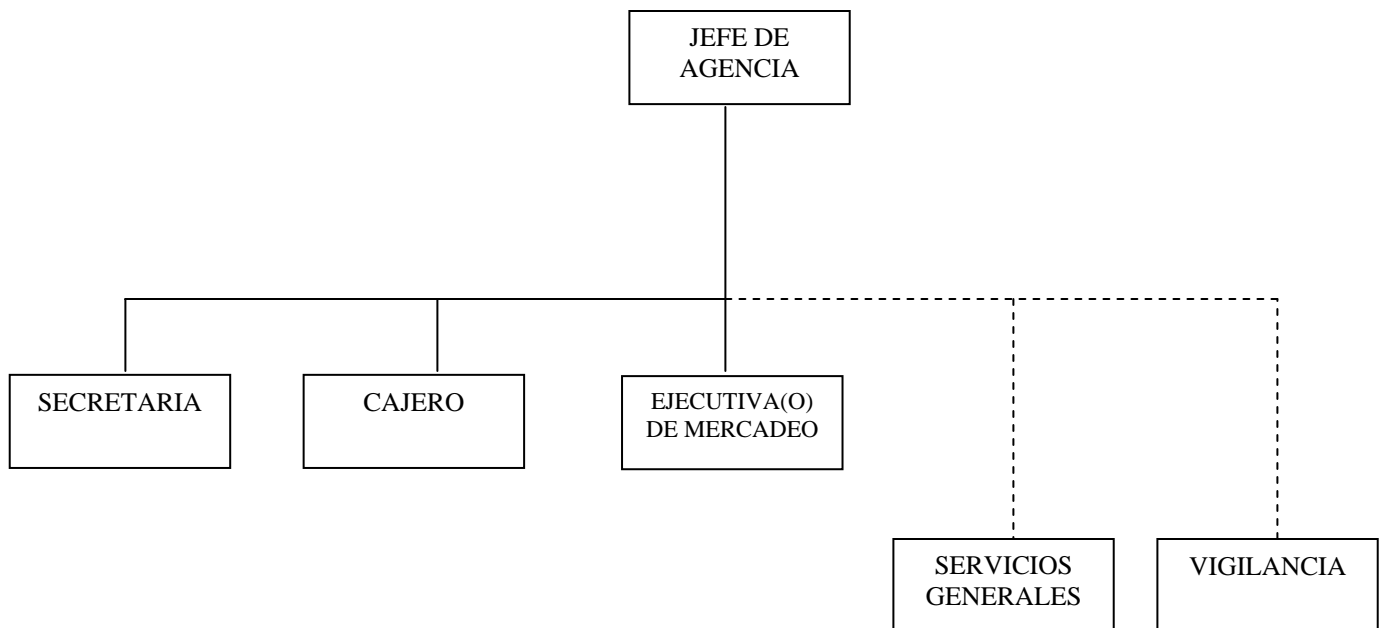 JEFE DE
AGENCIA
SECRETARIA
CAJERO
EJECUTIVA(O)
DE MERCADEO
SERVICIOS
GENERALES
VIGILANCIA